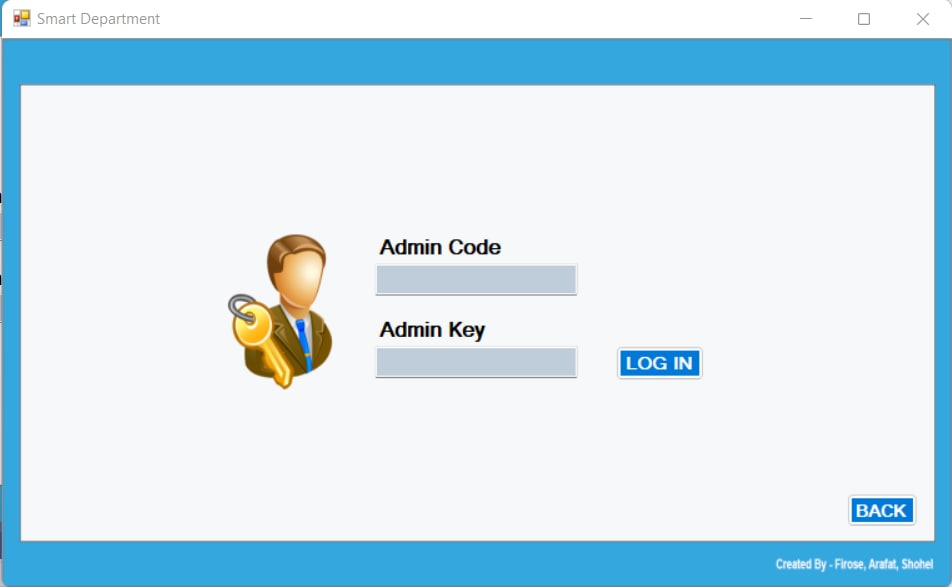 Smart Department
Admin Code
Admin Key
LOG IN
BACK
Created By - Firose, Arafat, Shohel